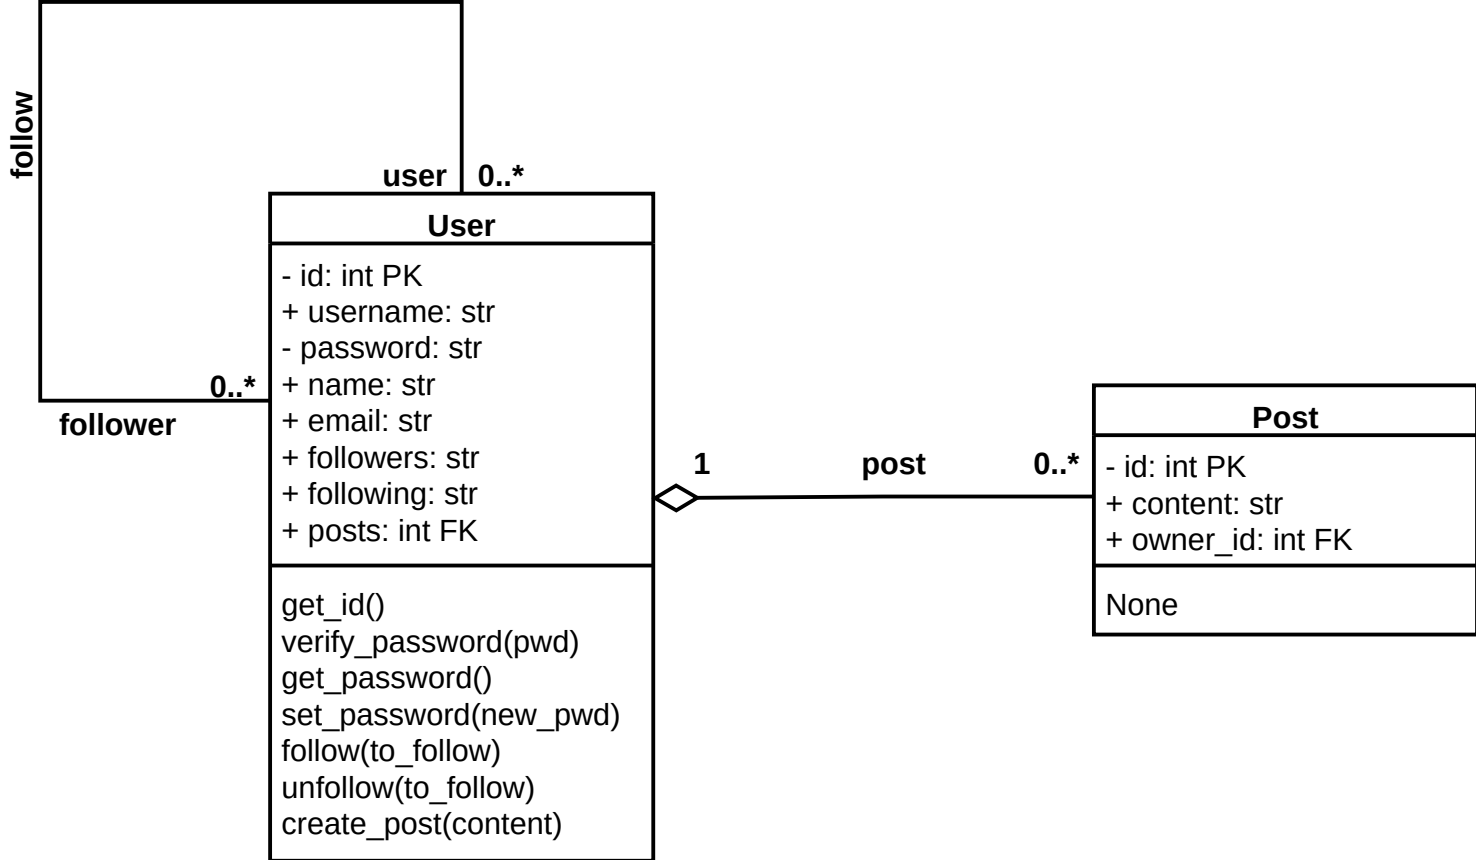 follow
user 0..*
User
- id: int PK
+ username: str
- password: str
+ name: str
+ email: str
+ followers: str
+ following: str
+ posts: int FK
get_id()
verify_password(pwd)
get_password()
set_password(new_pwd)
follow(to_follow)
unfollow(to_follow)
create_post(content)
0..*
follower
1 post 0..*
Post
- id: int PK
+ content: str
+ owner_id: int FK
None